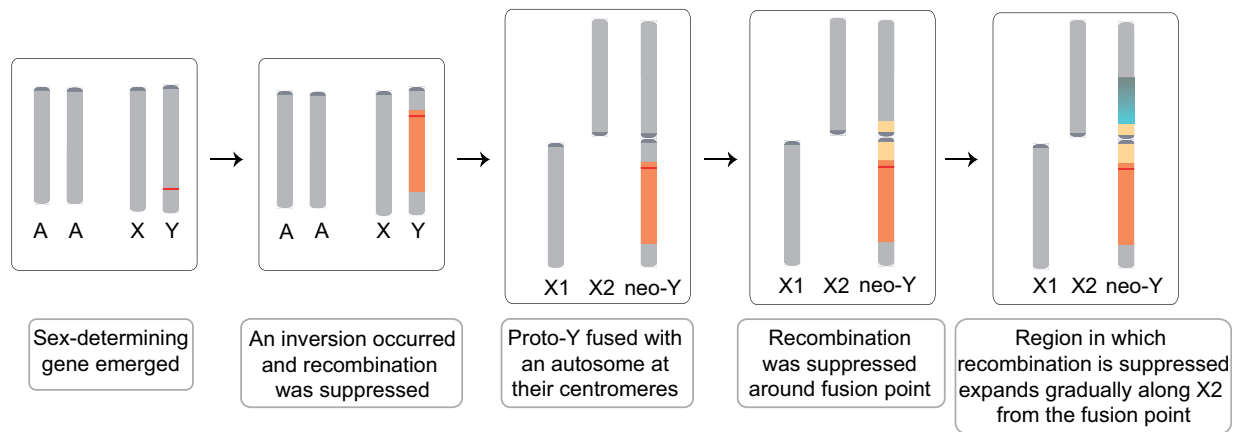 A A X Y
A A X Y
X1 X2 neo-Y
X1 X2 neo-Y
X1 X2 neo-Y
Sex-determining
gene emerged
An inversion occurred
and recombination
was suppressed
Proto-Y fused with
an autosome at
their centromeres
Recombination
was suppressed
around fusion point
Region in which
recombination is suppressed
expands gradually along X2
from the fusion point